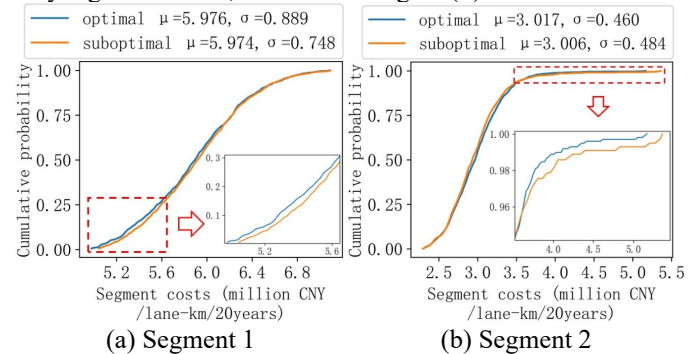 optimal μ=5.976, σ=0.889
suboptimal μ=5.974, σ=0.748
Cumulative probability
1.00
0.75
0.50
0.25
0.00
0.3
0.2
0.1
5.2
5.6
5.2
5.6
6.0
6.4
6.8
Segment costs (million CNY
/lane-km/20years)
(a) Segment 1
optimal μ=3.017, σ=0.460
suboptimal μ=3.006, σ=0.484
Cumulative probability
1.00
0.75
0.50
0.25
0.00
1.00
0.98
0.96
4.0
4.5
5.0
2.5
3.0
3.5
4.0
4.5
5.0
5.5
Segment costs (million CNY
/lane-km/20years)
(b) Segment 2